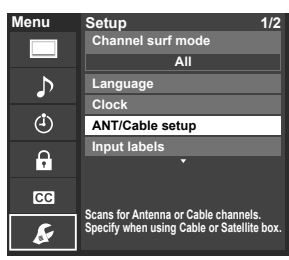 Menu
Setup 1/2
Channel surf mode
All
Language
Clock
ANT/Cable setup
Input labels
CC
Scans for Antenna or Cable channels.
Specify when using Cable or Satellite box.